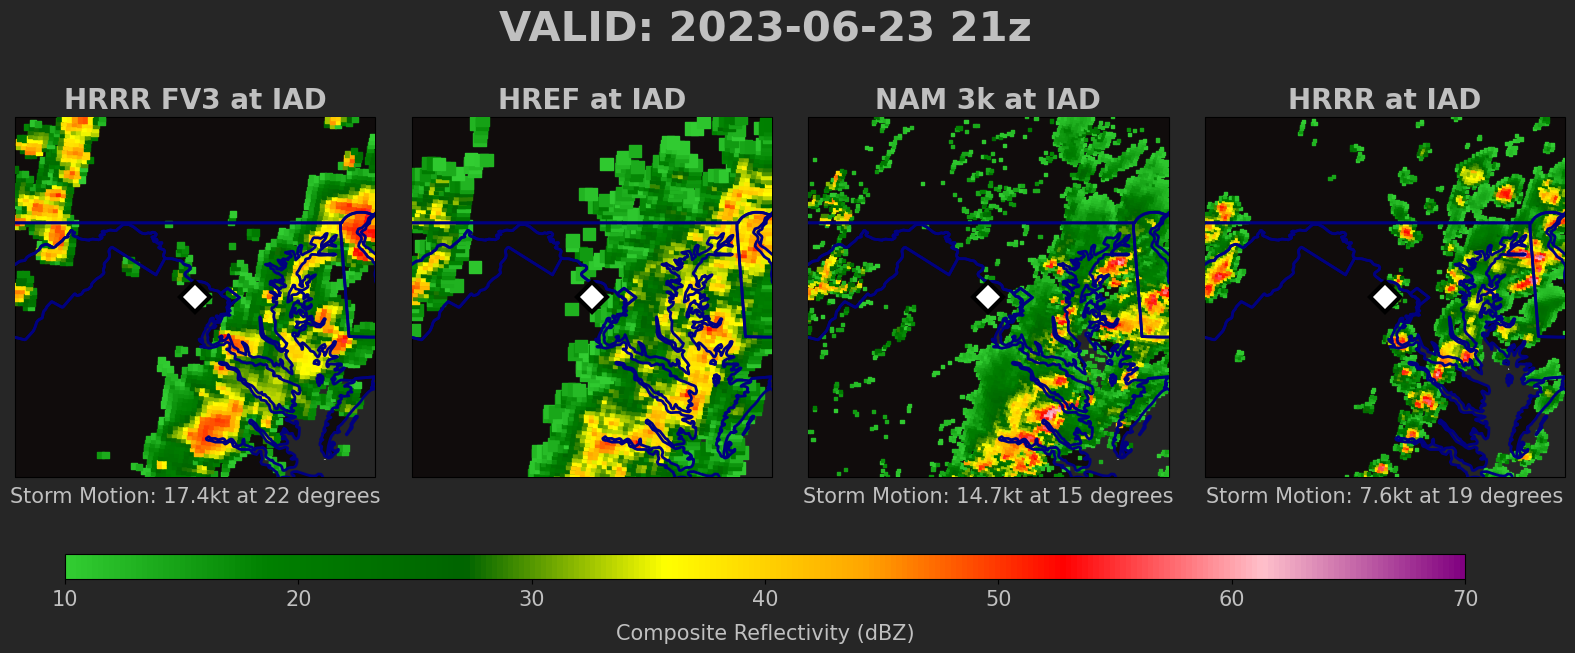 VALID: 2023-06-23 21z
HRRR FV3 at IAD
HREF at IAD
NAM 3k at IAD
HRRR at IAD
Storm Motion: 17.4kt at 22 degrees
Storm Motion: 14.7kt at 15 degrees
Storm Motion: 7.6kt at 19 degrees
10 20 30 40 50 60 70
Composite Reflectivity (dBZ)